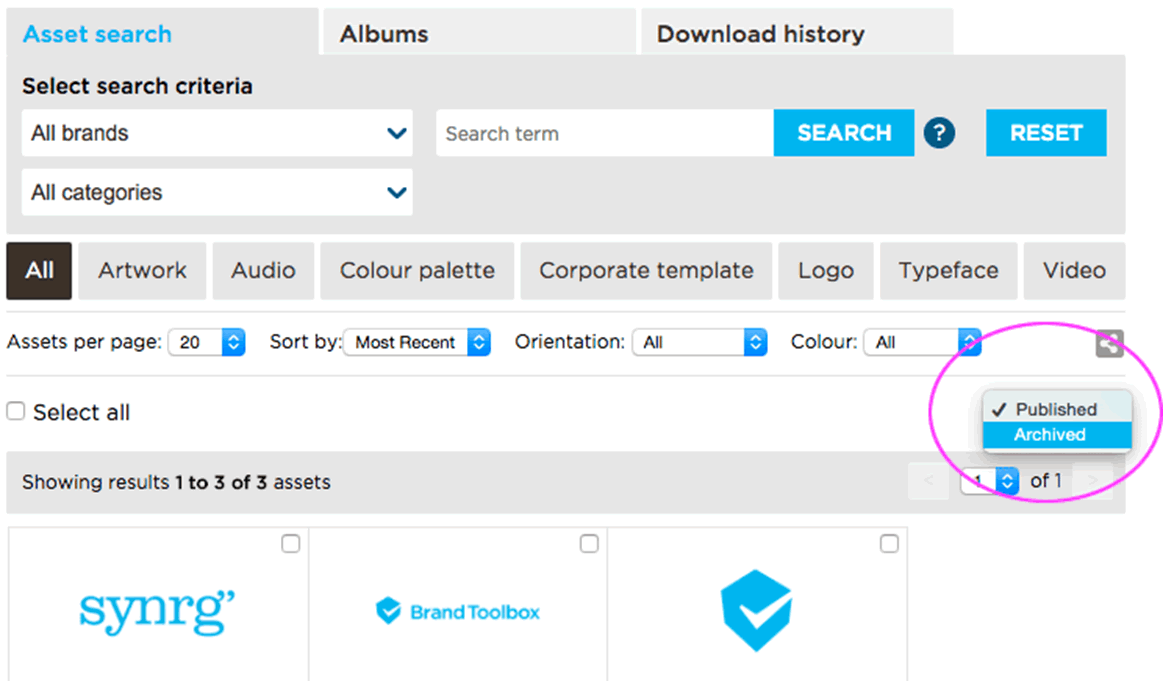 Asset search Albums Download history
Select search criteria
All brands Search term SEARCH ? RESET
All categories
All Artwork Audio Colour palette Corporate template Logo Typeface Video
Assets per page: 20 Sort by: Most Recent Orientation: All Colour: All
Select all
✓ Published
Archived
Showing results 1 to 3 of 3 assets < 1 of 1 >
synrg” Brand Toolbox